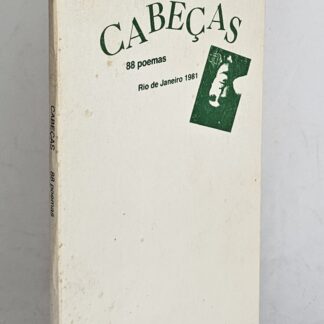 CABEÇAS
88 poemas
Rio de Janeiro 1981
CABEÇAS 88 poemas